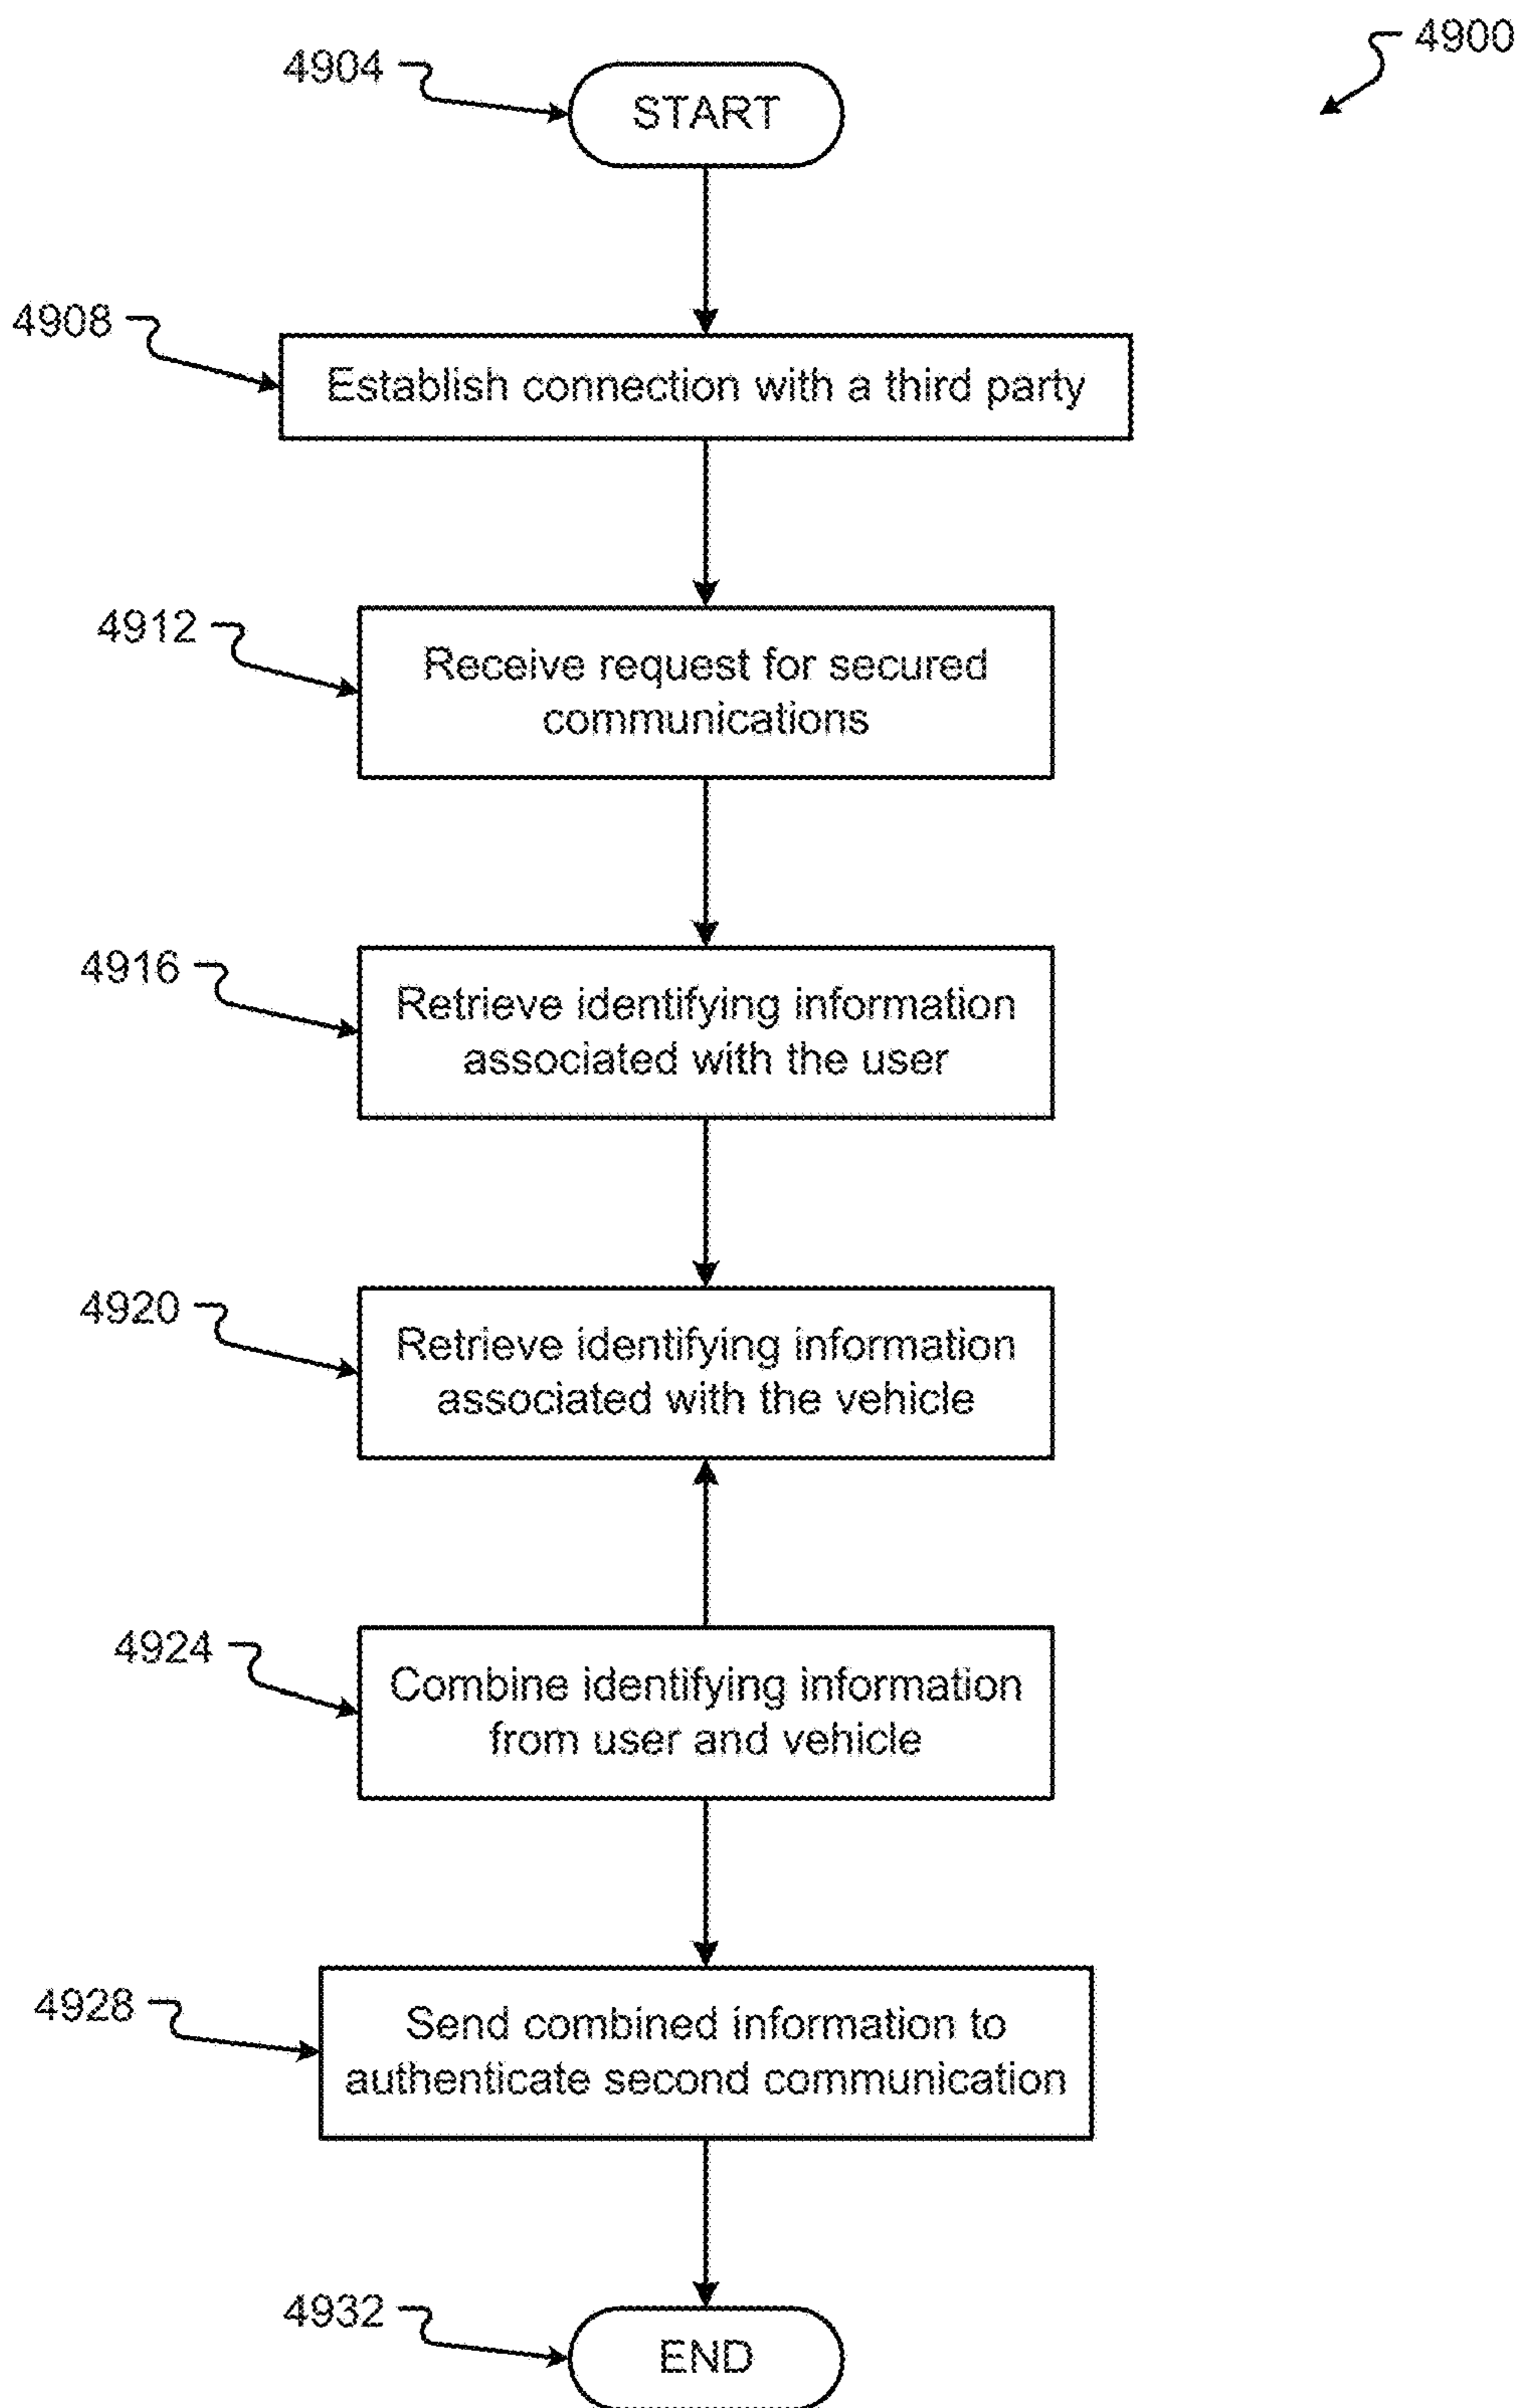 4900
4904
START
4908
Establish connection with a third party
4912
Receive request for secured
communications
4916
Retrieve identifying information
associated with the user
4920
Retrieve identifying information
associated with the vehicle
4924
Combine identifying information
from user and vehicle
4928
Send combined information to
authenticate second communication
4932
END